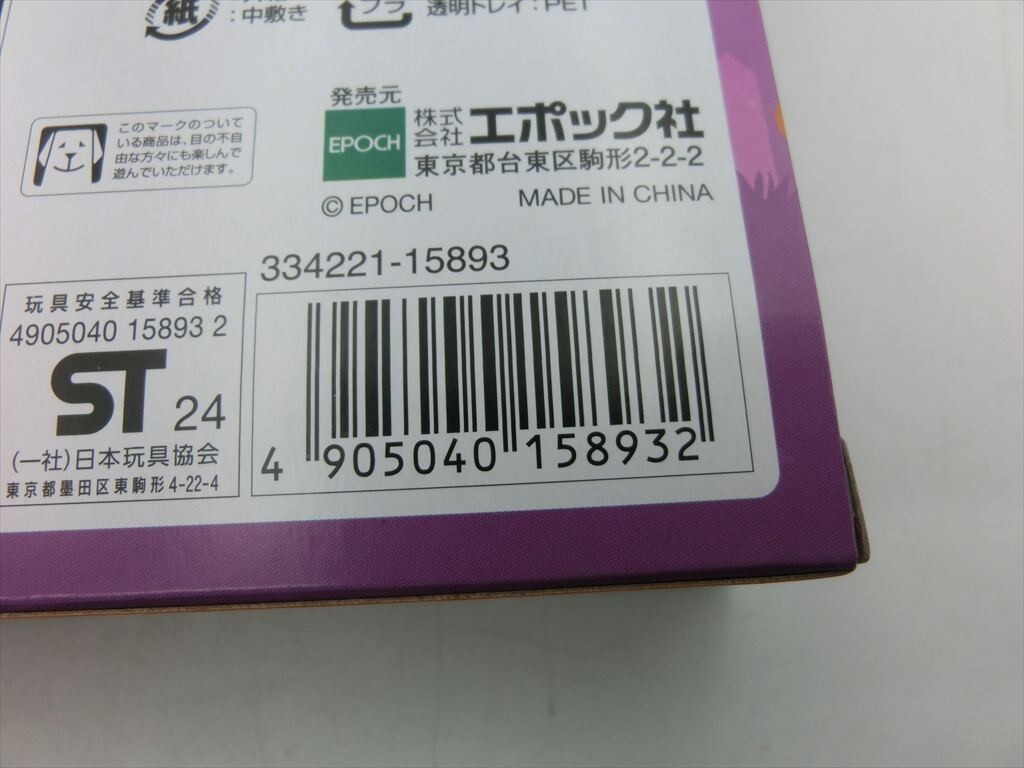 紙
:中敷き
プラ
透明トレイ:PET
このマークのついて
いる商品は、目の不自
由な方々にも楽しんで
遊んでいただけます。
発売元
EPOCH
株式会社 エポック社
東京都台東区駒形2-2-2
© EPOCH MADE IN CHINA
334221-15893
玩具安全基準合格
4905040 15893 2
ST 24
(一社)日本玩具協会
東京都墨田区東駒形4-22-4
4 905040 158932